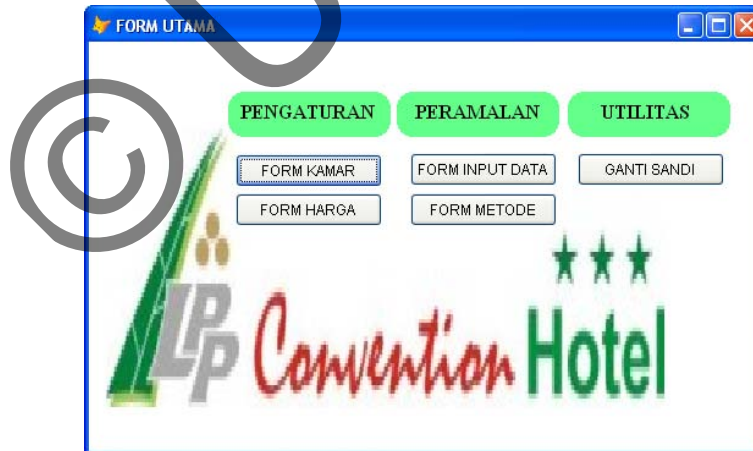 FORM UTAMA
PENGATURAN PERAMALAN UTILITAS
FORM KAMAR FORM INPUT DATA GANTI SANDI
FORM HARGA FORM METODE
LPP Convention Hotel
©